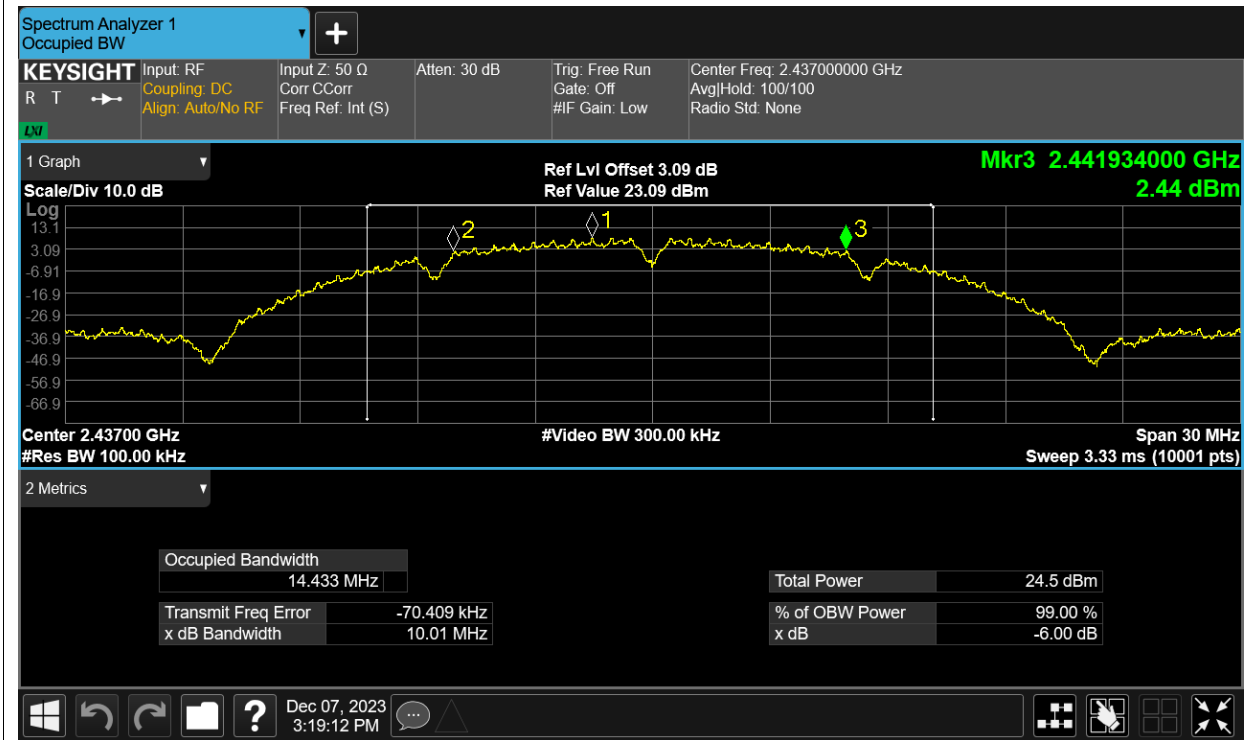 Spectrum Analyzer 1
Occupied BW
KEYSIGHT
R T
LXI
Input: RF
Coupling: DC
Align: Auto/No RF
Input Z: 50 Ω
Corr CCorr
Freq Ref: Int (S)
Atten: 30 dB
Trig: Free Run
Gate: Off
#IF Gain: Low
Center Freq: 2.437000000 GHz
Avg|Hold: 100/100
Radio Std: None
1 Graph
Scale/Div 10.0 dB
Ref Lvl Offset 3.09 dB
Ref Value 23.09 dBm
Mkr3 2.441934000 GHz
2.44 dBm
Log
13.1
3.09
-6.91
-16.9
-26.9
-36.9
-46.9
-56.9
-66.9
2
1
3
Center 2.43700 GHz
#Res BW 100.00 kHz
#Video BW 300.00 kHz
Span 30 MHz
Sweep 3.33 ms (10001 pts)
2 Metrics
Occupied Bandwidth
14.433 MHz
Transmit Freq Error -70.409 kHz
x dB Bandwidth 10.01 MHz
Total Power 24.5 dBm
% of OBW Power 99.00 %
x dB -6.00 dB
Dec 07, 2023
3:19:12 PM